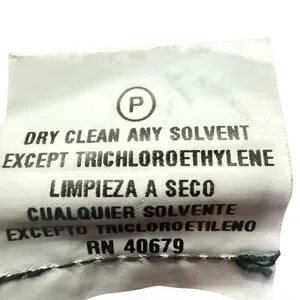 P
DRY CLEAN ANY SOLVENT
EXCEPT TRICHLOROETHYLENE
LIMPIEZA A SECO
CUALQUIER SOLVENTE
EXCEPTO TRICLOROETILENO
RN 40679